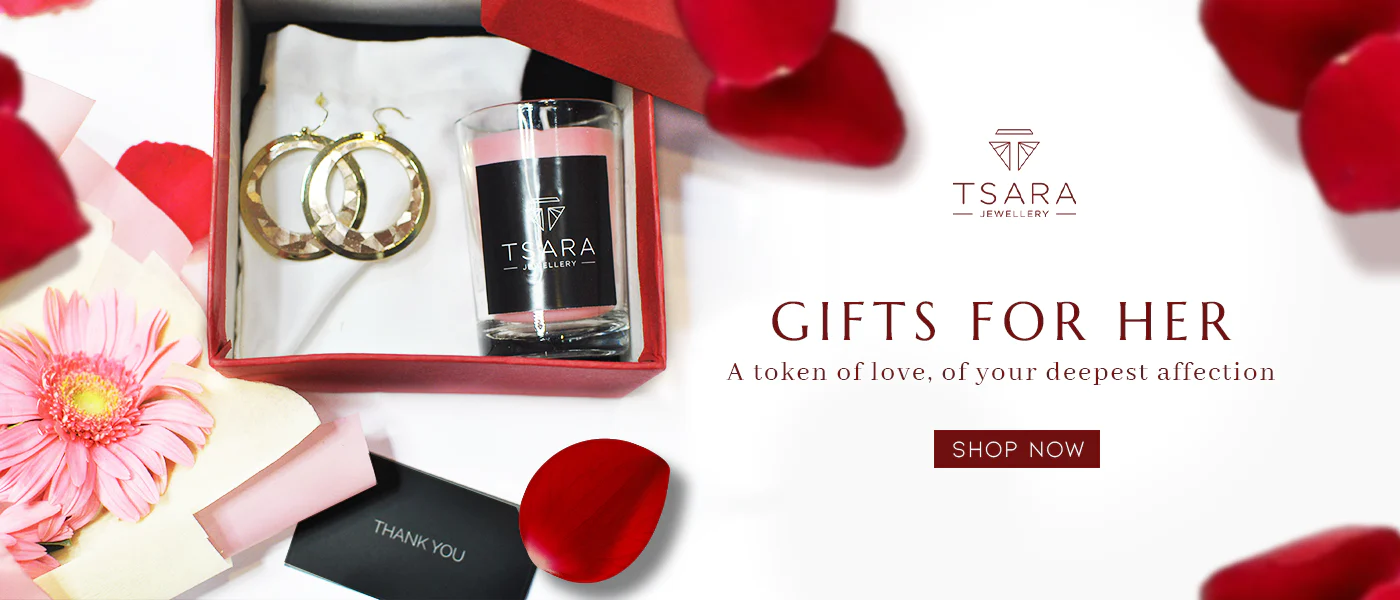 TSARA
JEWELLERY
THANK YOU
TSARA
JEWELLERY
GIFTS FOR HER
A token of love, of your deepest affection
SHOP NOW